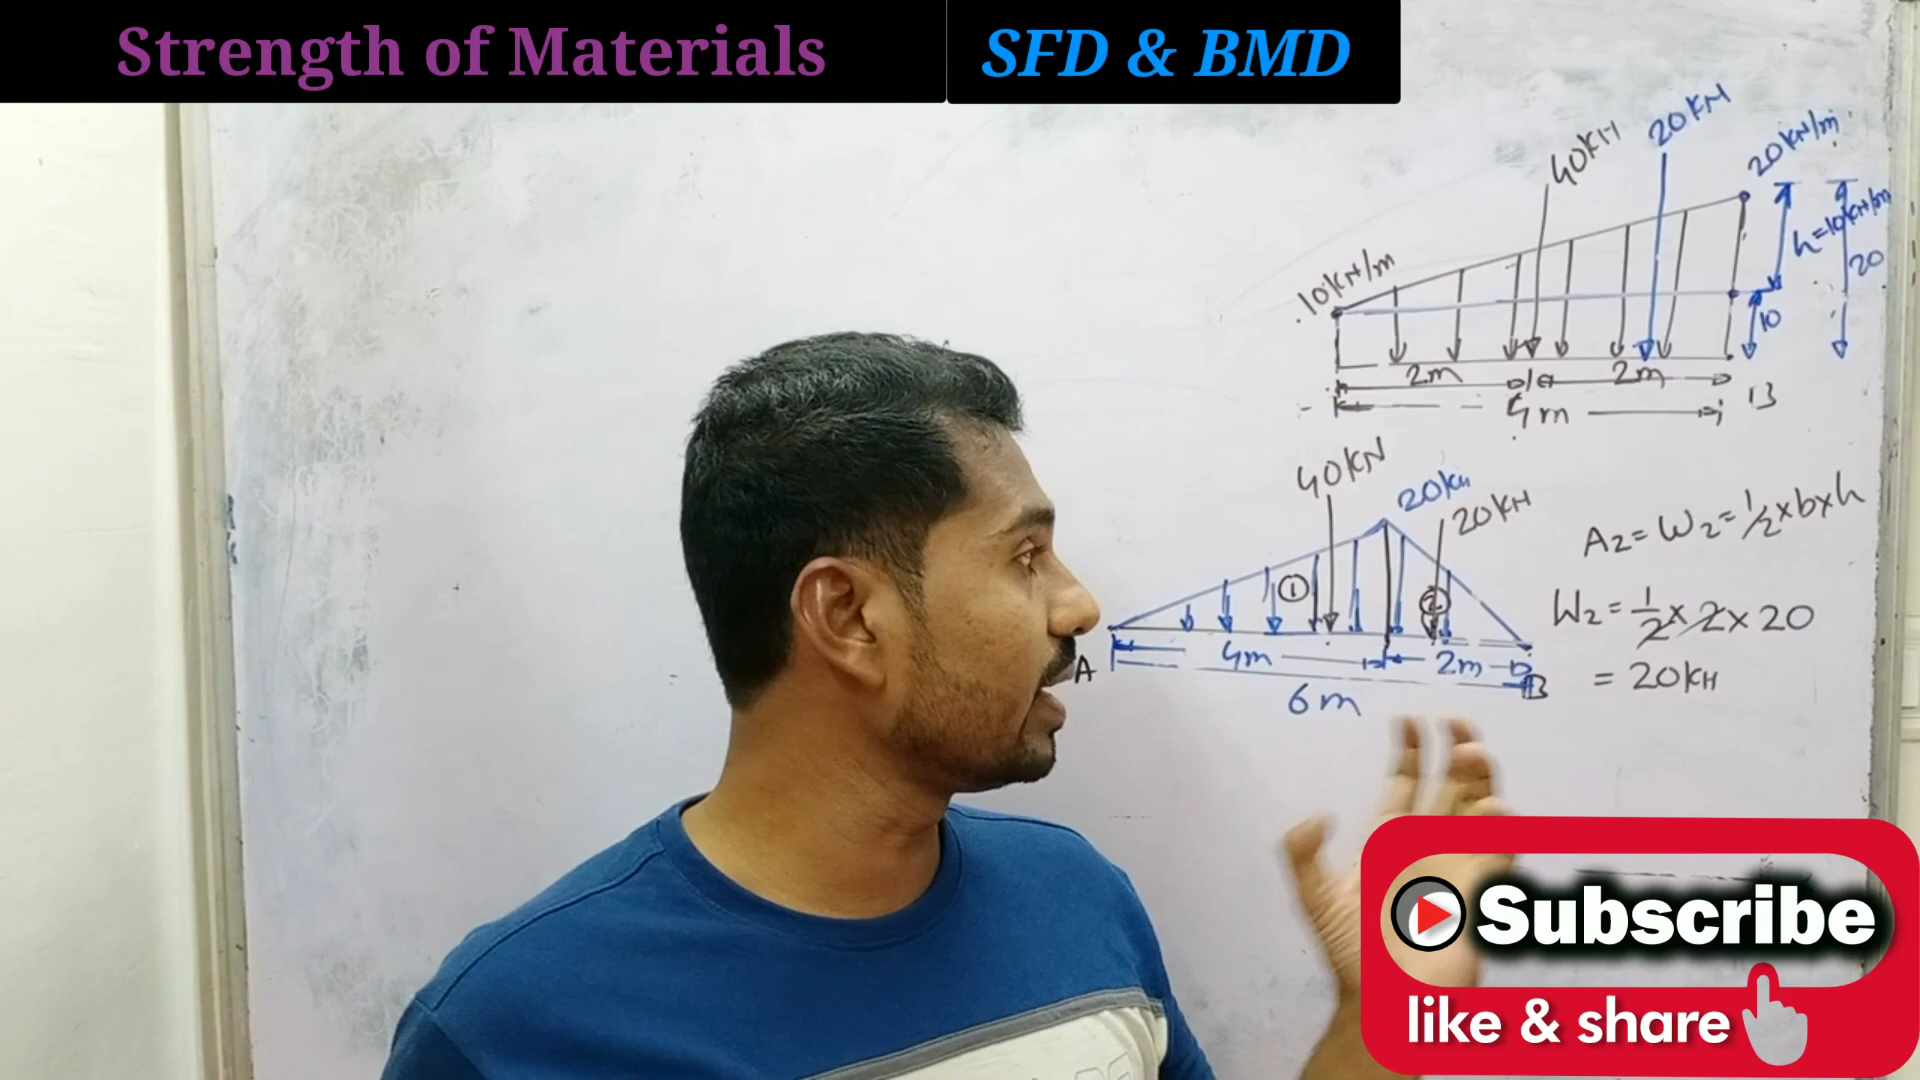 Strength of Materials
SFD & BMD
40KN
20KN
20KN/m
10KN/m
h=10KN/m
20
10
2m
2m
4m
B
40KN
20KN
20KN
①
②
4m
2m
A
B
6m
A2=W2=1/2×b×h
W2=1/2×2×20
=20KN
Subscribe
like & share